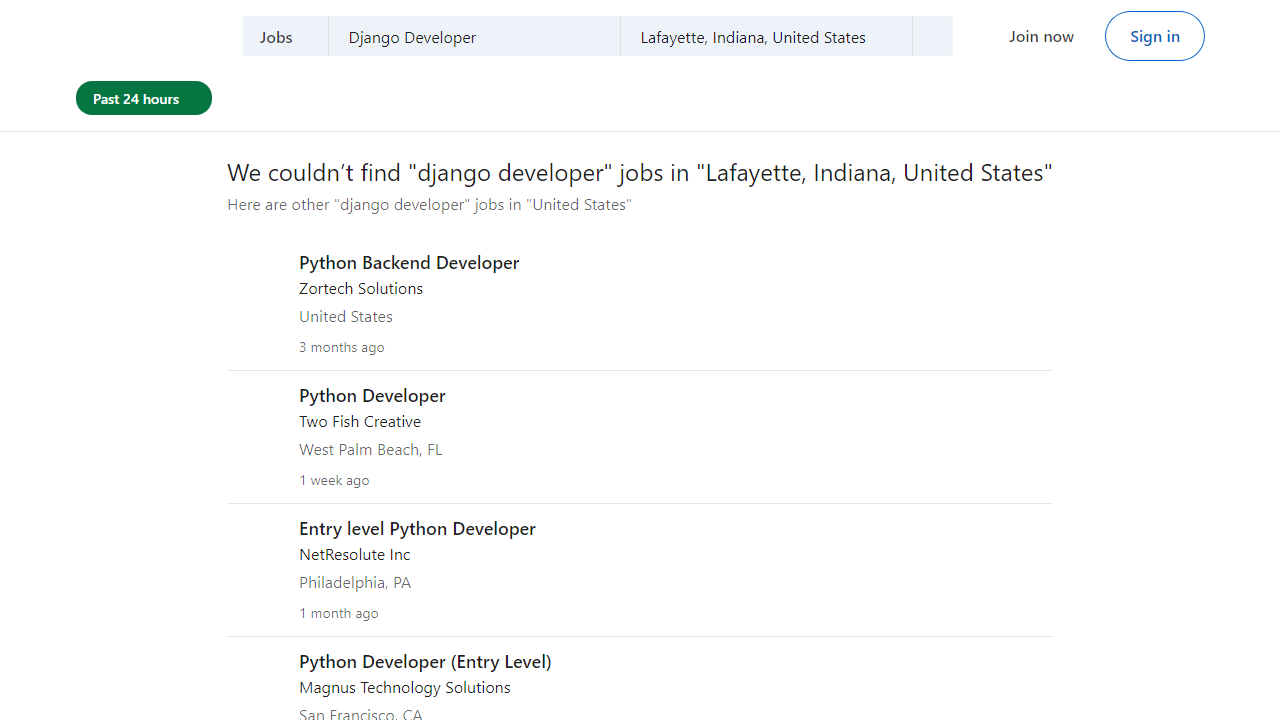 Jobs
Django Developer
Lafayette, Indiana, United States
Join now
Sign in
Past 24 hours
We couldn’t find "django developer" jobs in "Lafayette, Indiana, United States"
Here are other "django developer" jobs in "United States"
Python Backend Developer
Zortech Solutions
United States
3 months ago
Python Developer
Two Fish Creative
West Palm Beach, FL
1 week ago
Entry level Python Developer
NetResolute Inc
Philadelphia, PA
1 month ago
Python Developer (Entry Level)
Magnus Technology Solutions
San Francisco, CA